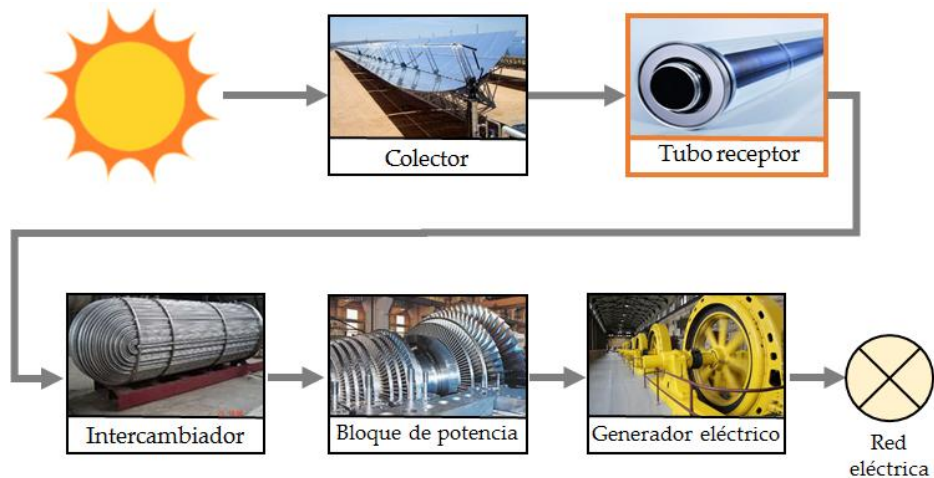 Colector
Tubo receptor
Intercambiador
Bloque de potencia
Generador eléctrico
Red
eléctrica